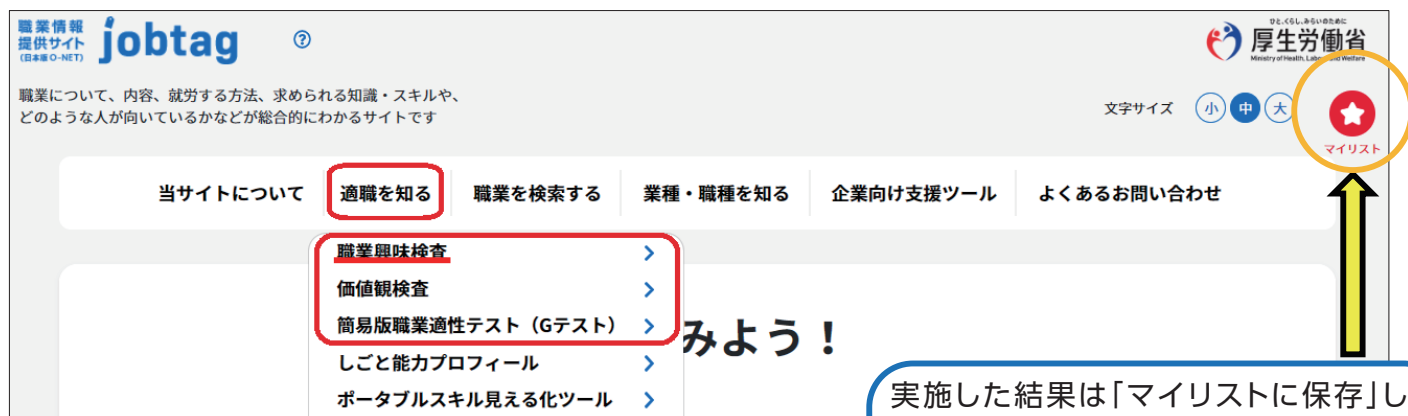 職業情報
提供サイト
(日本版O-NET)
jobtag
?
ひと、くらし、みらいのために
厚生労働省
Ministry of Health, Labour and Welfare
職業について、内容、就労する方法、求められる知識・スキルや、
どのような人が向いているかなどが総合的にわかるサイトです
文字サイズ 小 中 大
マイリスト
当サイトについて 適職を知る 職業を検索する 業種・職種を知る 企業向け支援ツール よくあるお問い合わせ
職業興味検査
価値観検査
簡易版職業適性テスト（Gテスト）
みよう！
しごと能力プロフィール
ポータブルスキル見える化ツール
実施した結果は「マイリストに保存」し